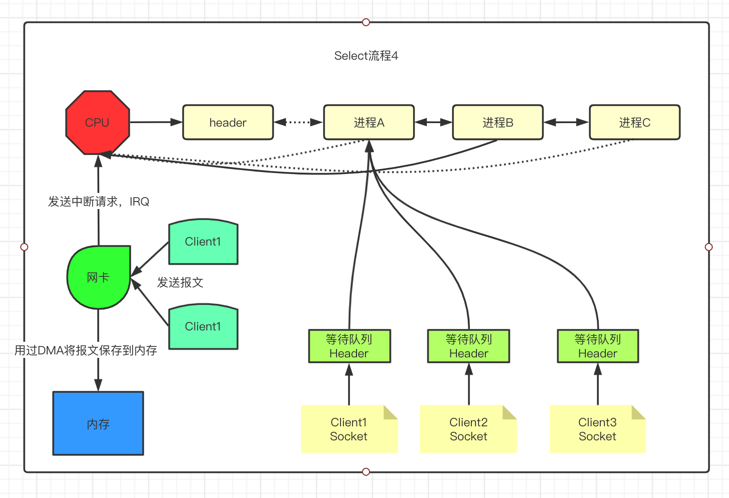 Select流程4
CPU
header
进程A
进程B
进程C
发送中断请求，IRQ
Client1
网卡
发送报文
Client1
用过DMA将报文保存到内存
等待队列
Header
等待队列
Header
等待队列
Header
内存
Client1
Socket
Client2
Socket
Client3
Socket